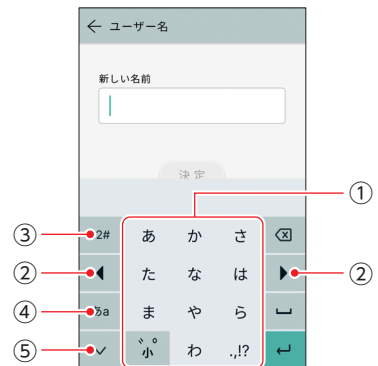 ← ユーザー名
新しい名前
決定
①
③ 2# あ か さ
② た な は ②
④ あa ま や ら
⑤ ゛゜小 わ .,!?